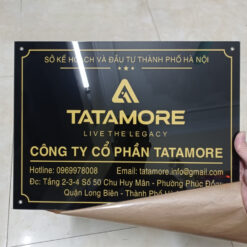 SỞ KẾ HOẠCH VÀ ĐẦU TƯ THÀNH PHỐ HÀ NỘI
TATAMORE
LIVE THE LEGACY
CÔNG TY CỔ PHẦN TATAMORE
Hotline: 0969978008 Email: tatamore.info@gmail.com
Đc: Tầng 2-3-4 Số 50 Chu Huy Mân - Phường Phúc Đồng
Quận Long Biên - Thành Phố Hà